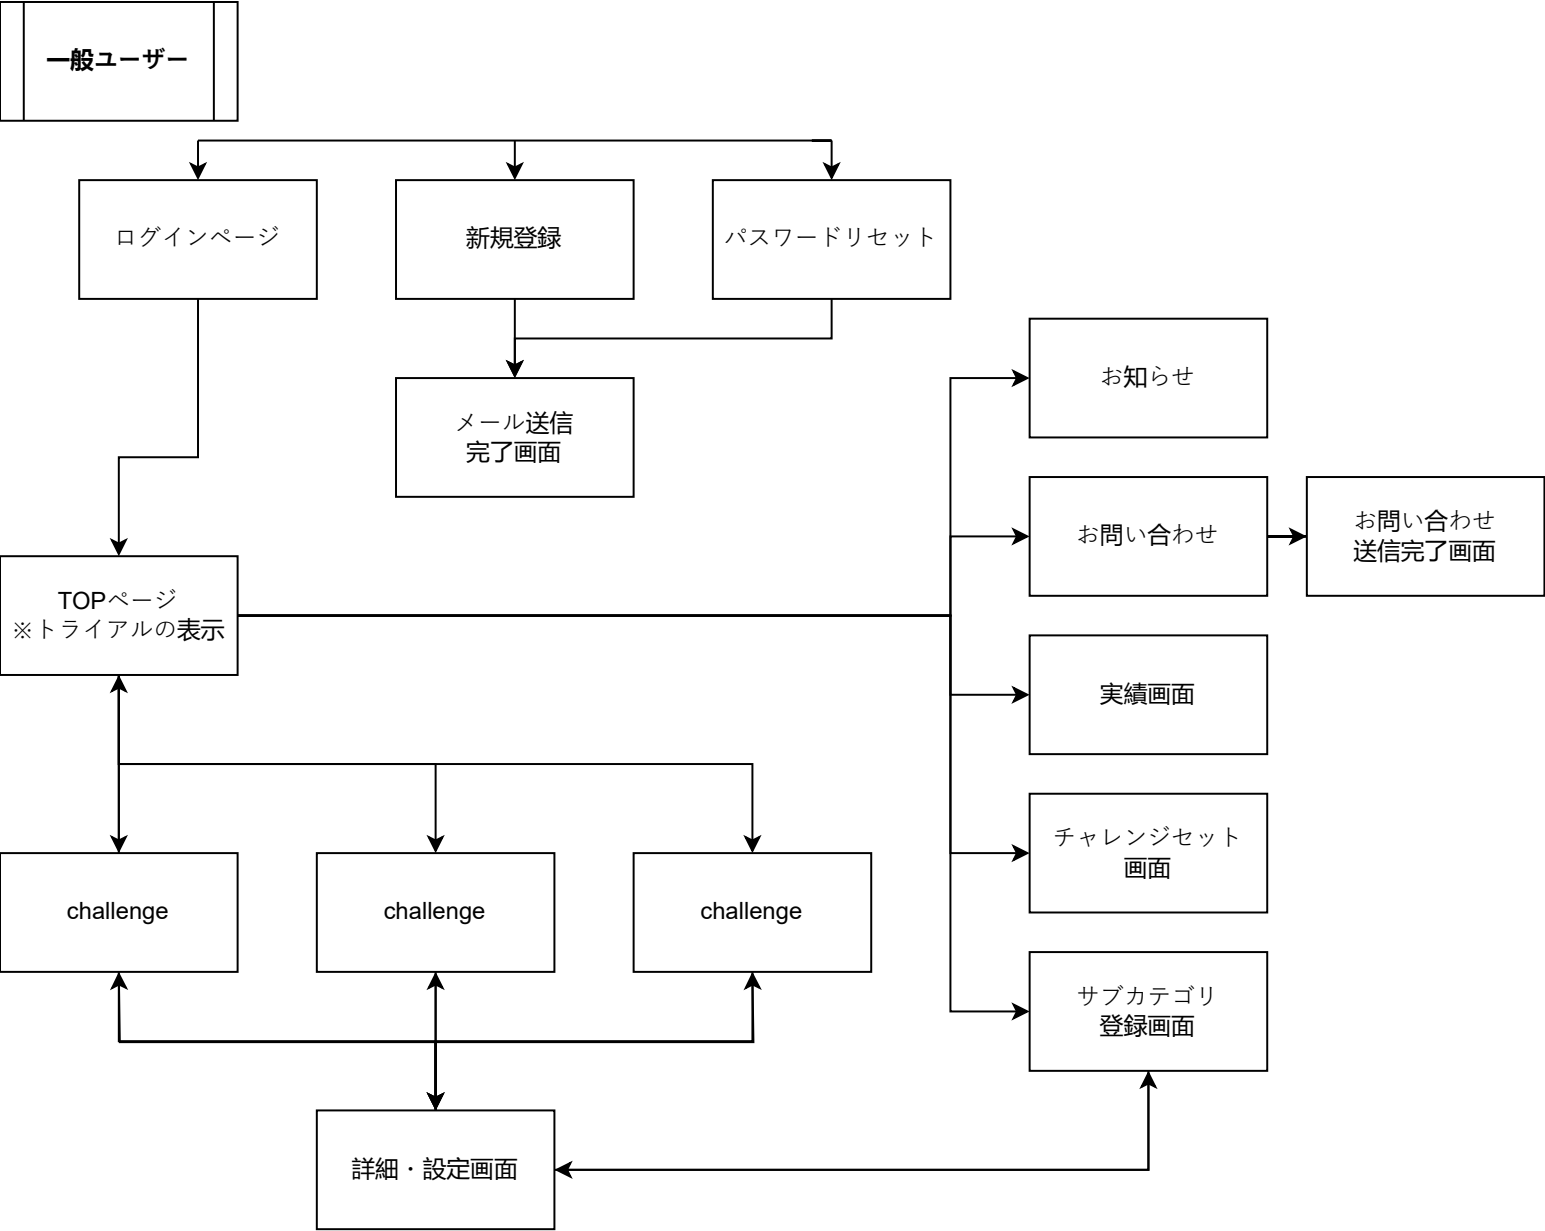 一般ユーザー
ログインページ
新規登録
パスワードリセット
お知らせ
メール送信
完了画面
お問い合わせ
お問い合わせ
送信完了画面
TOPページ
※トライアルの表示
実績画面
チャレンジセット
画面
challenge
challenge
challenge
サブカテゴリ
登録画面
詳細・設定画面